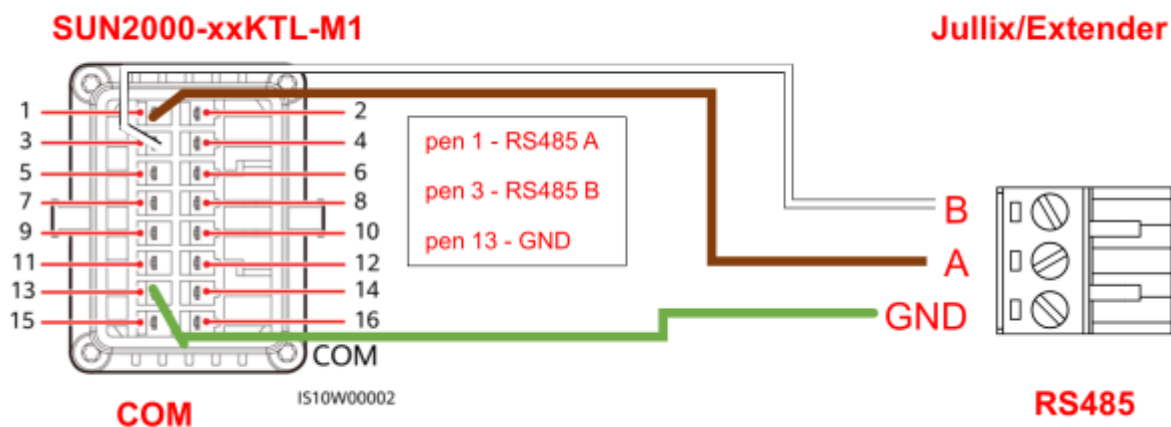 SUN2000-xxKTL-M1
Jullix/Extender
1
2
3
4
5
6
7
8
9
10
11
12
13
14
15
16
pen 1 - RS485 A
pen 3 - RS485 B
pen 13 - GND
B
A
GND
COM
IS10W00002
COM
RS485